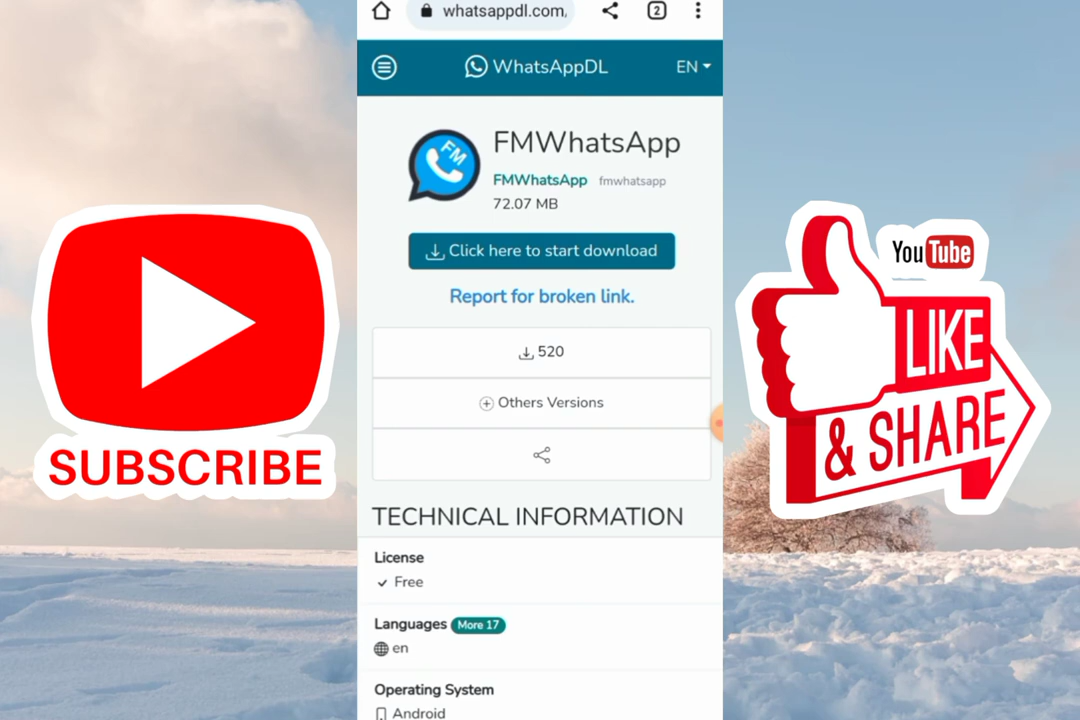 whatsappdl.com,
2
WhatsAppDL
EN
FM
FMWhatsApp
FMWhatsApp fmwhatsapp
72.07 MB
Click here to start download
Report for broken link.
520
Others Versions
TECHNICAL INFORMATION
License
Free
Languages More 17
en
Operating System
Android
SUBSCRIBE
YouTube
LIKE
& SHARE